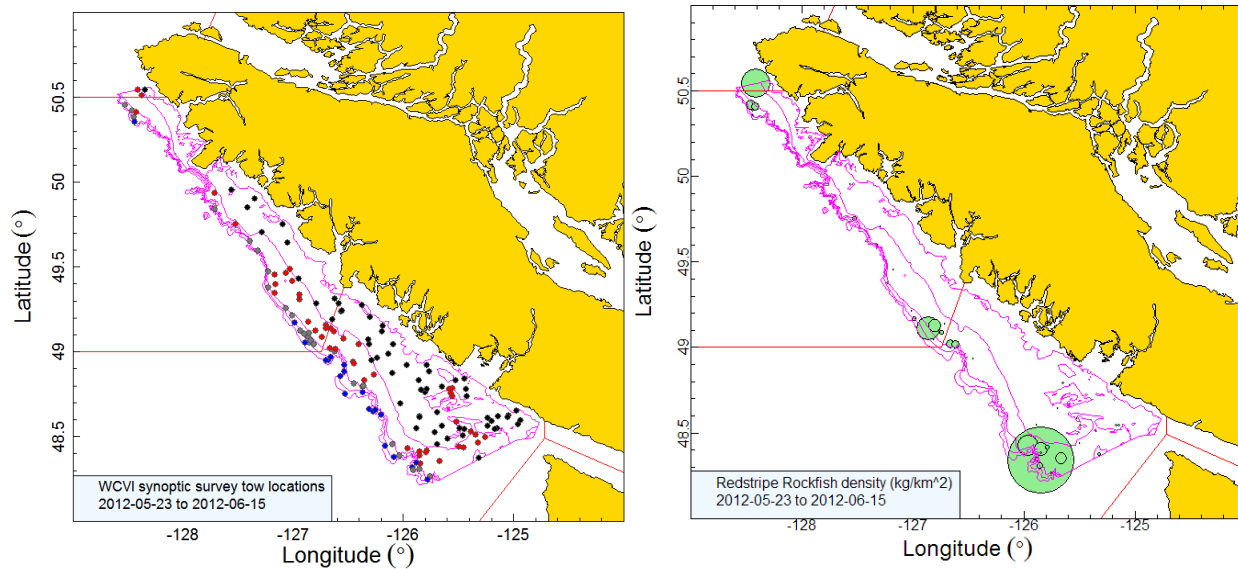 50.5
50
49.5
49
48.5
Latitude (°)
WCVI synoptic survey tow locations
2012-05-23 to 2012-06-15
-128
-127
-126
-125
Longitude (°)
50.5
50
49.5
49
48.5
Latitude (°)
Redstripe Rockfish density (kg/km^2)
2012-05-23 to 2012-06-15
-128
-127
-126
-125
Longitude (°)